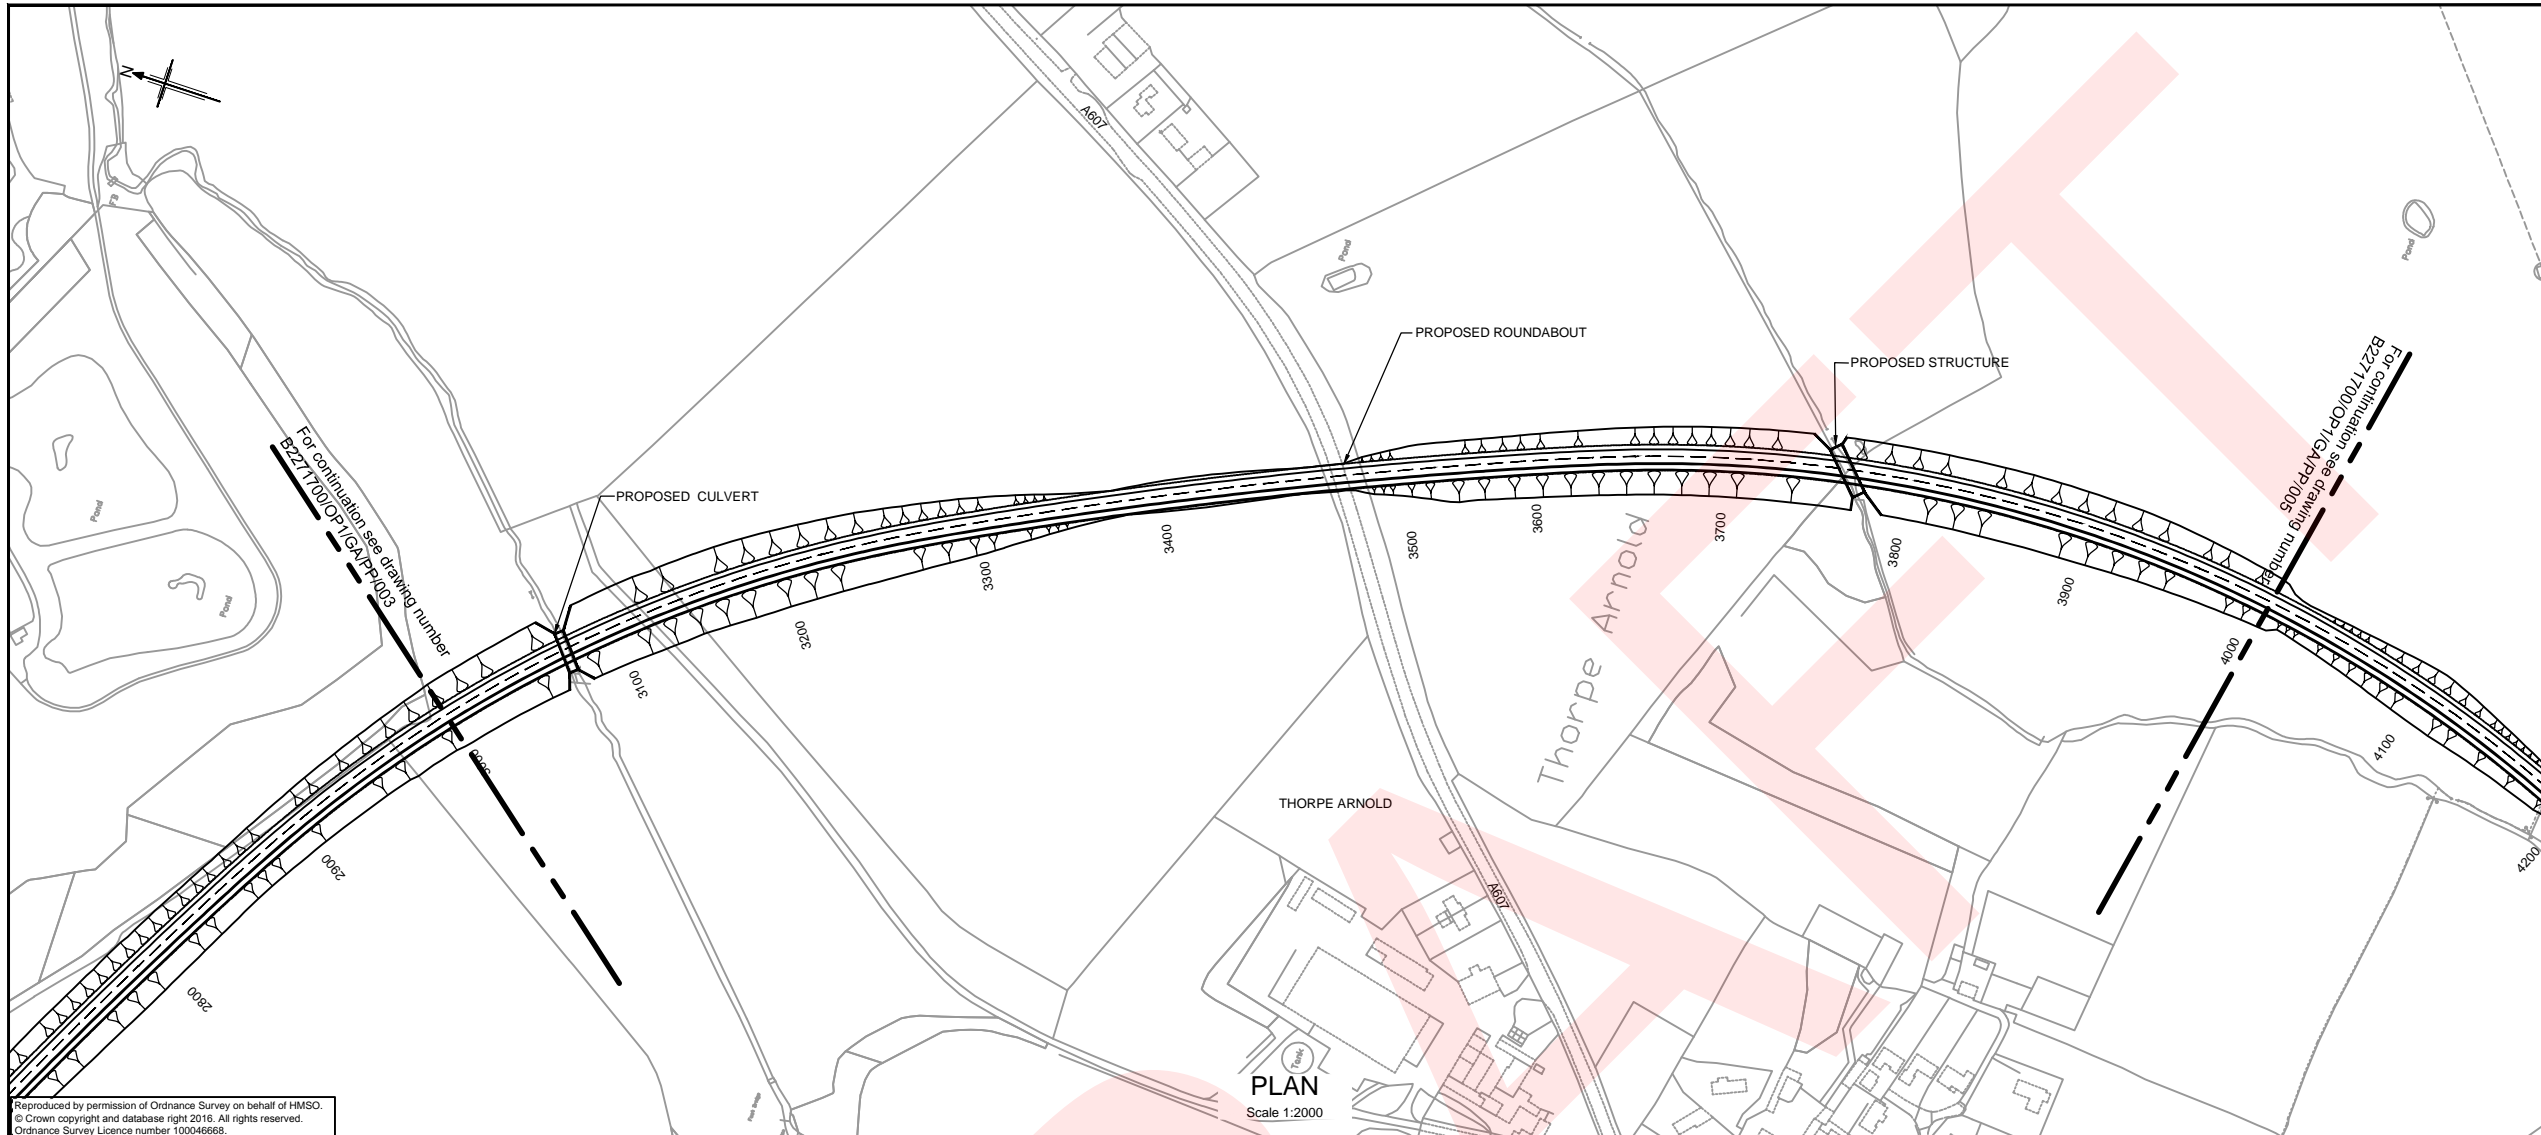 N
A607
FB
Pond
PROPOSED ROUNDABOUT
PROPOSED STRUCTURE
Pond
For continuation see drawing number
B2271700/OP1/GA/PP/005
For continuation see drawing number
B2271700/OP1/GA/PP/003
PROPOSED CULVERT
Pond
Pond
2800
2900
3000
3100
3200
3300
3400
3500
3600
3700
3800
3900
4000
4100
4200
Thorpe Arnold
THORPE ARNOLD
A607
Tank
PLAN
Scale 1:2000
Reproduced by permission of Ordnance Survey on behalf of HMSO.
© Crown copyright and database right 2016. All rights reserved.
Ordnance Survey Licence number 100046668.